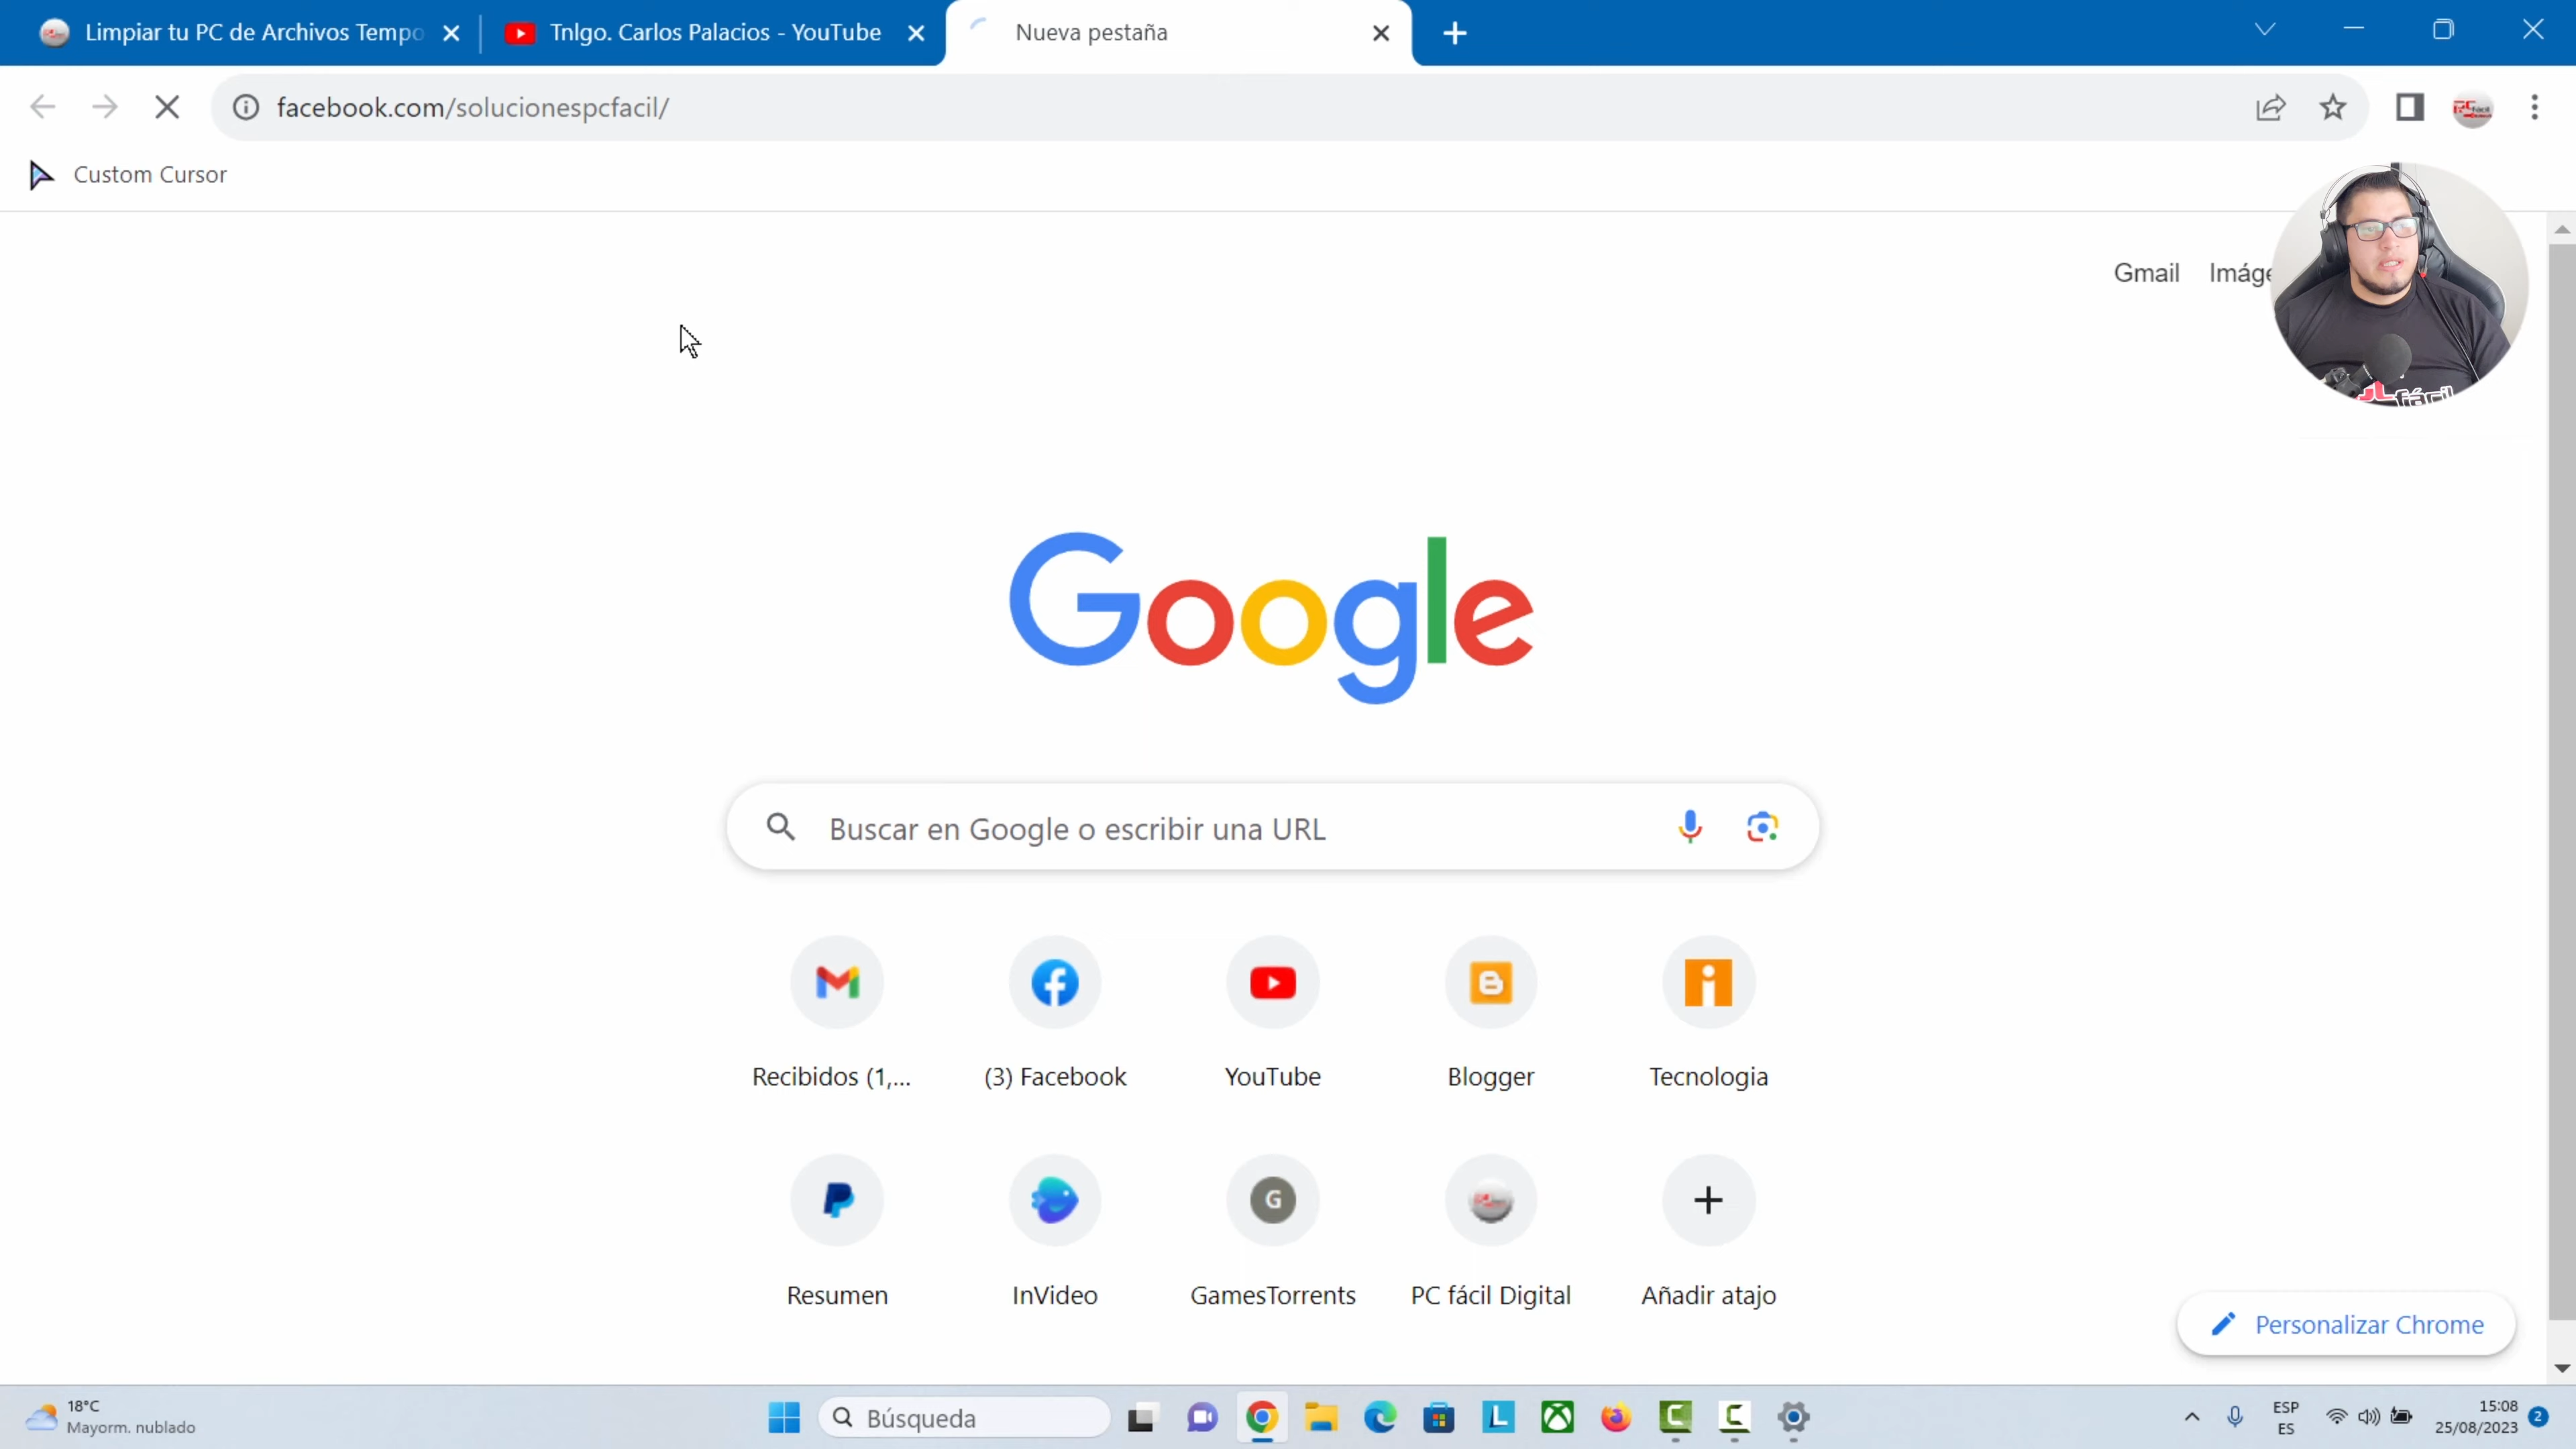 Limpiar tu PC de Archivos Tempo
Tnlgo. Carlos Palacios - YouTube
Nueva pestaña
facebook.com/solucionespcfacil/
Custom Cursor
Gmail
Imáge
Google
Buscar en Google o escribir una URL
Recibidos (1,...
(3) Facebook
YouTube
Blogger
Tecnologia
G
Resumen
InVideo
GamesTorrents
PC fácil Digital
Añadir atajo
Personalizar Chrome
18°C
Mayorm. nublado
Búsqueda
ESP
ES
15:08
25/08/2023
2